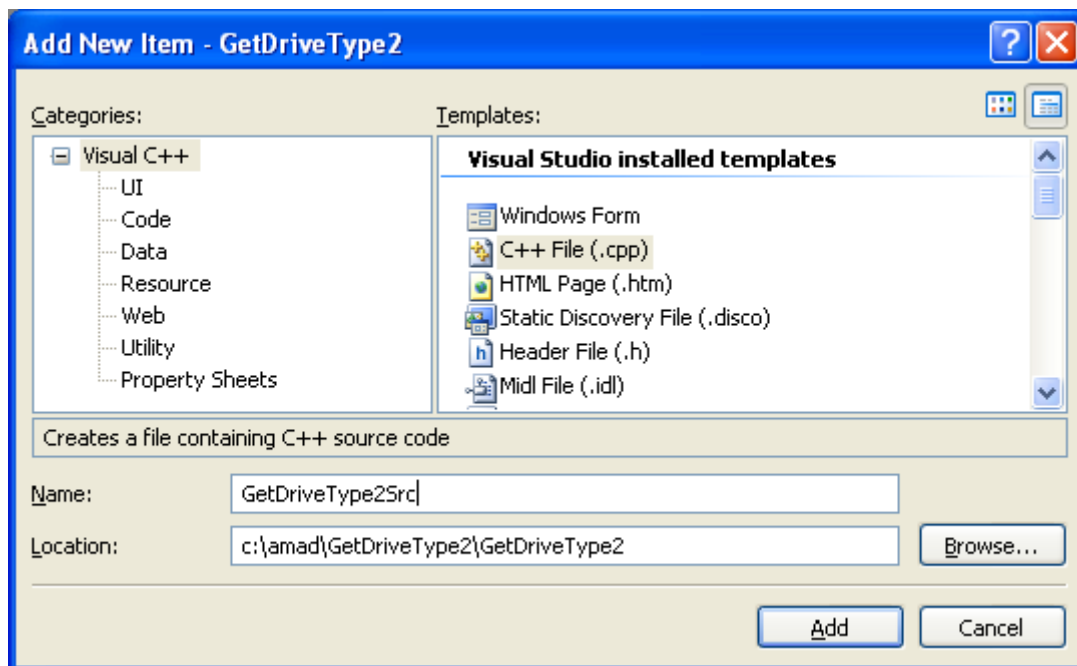 Add New Item - GetDriveType2
Categories:
Templates:
Visual C++
UI
Code
Data
Resource
Web
Utility
Property Sheets
Visual Studio installed templates
Windows Form
C++ File (.cpp)
HTML Page (.htm)
Static Discovery File (.disco)
Header File (.h)
Midl File (.idl)
Creates a file containing C++ source code
Name:
GetDriveType2Src
Location:
c:\amad\GetDriveType2\GetDriveType2
Browse...
Add
Cancel